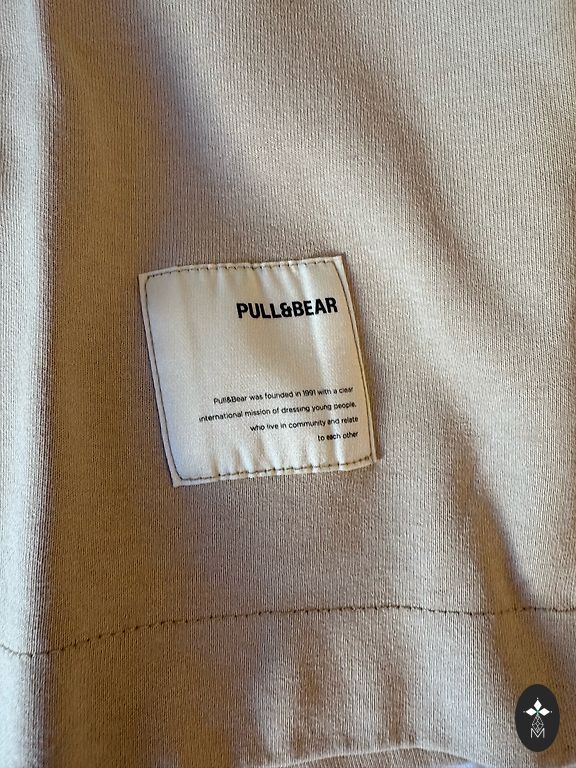 PULL&BEAR
Pull&Bear was founded in 1991 with a clear
international mission of dressing young people,
who live in community and relate
to each other